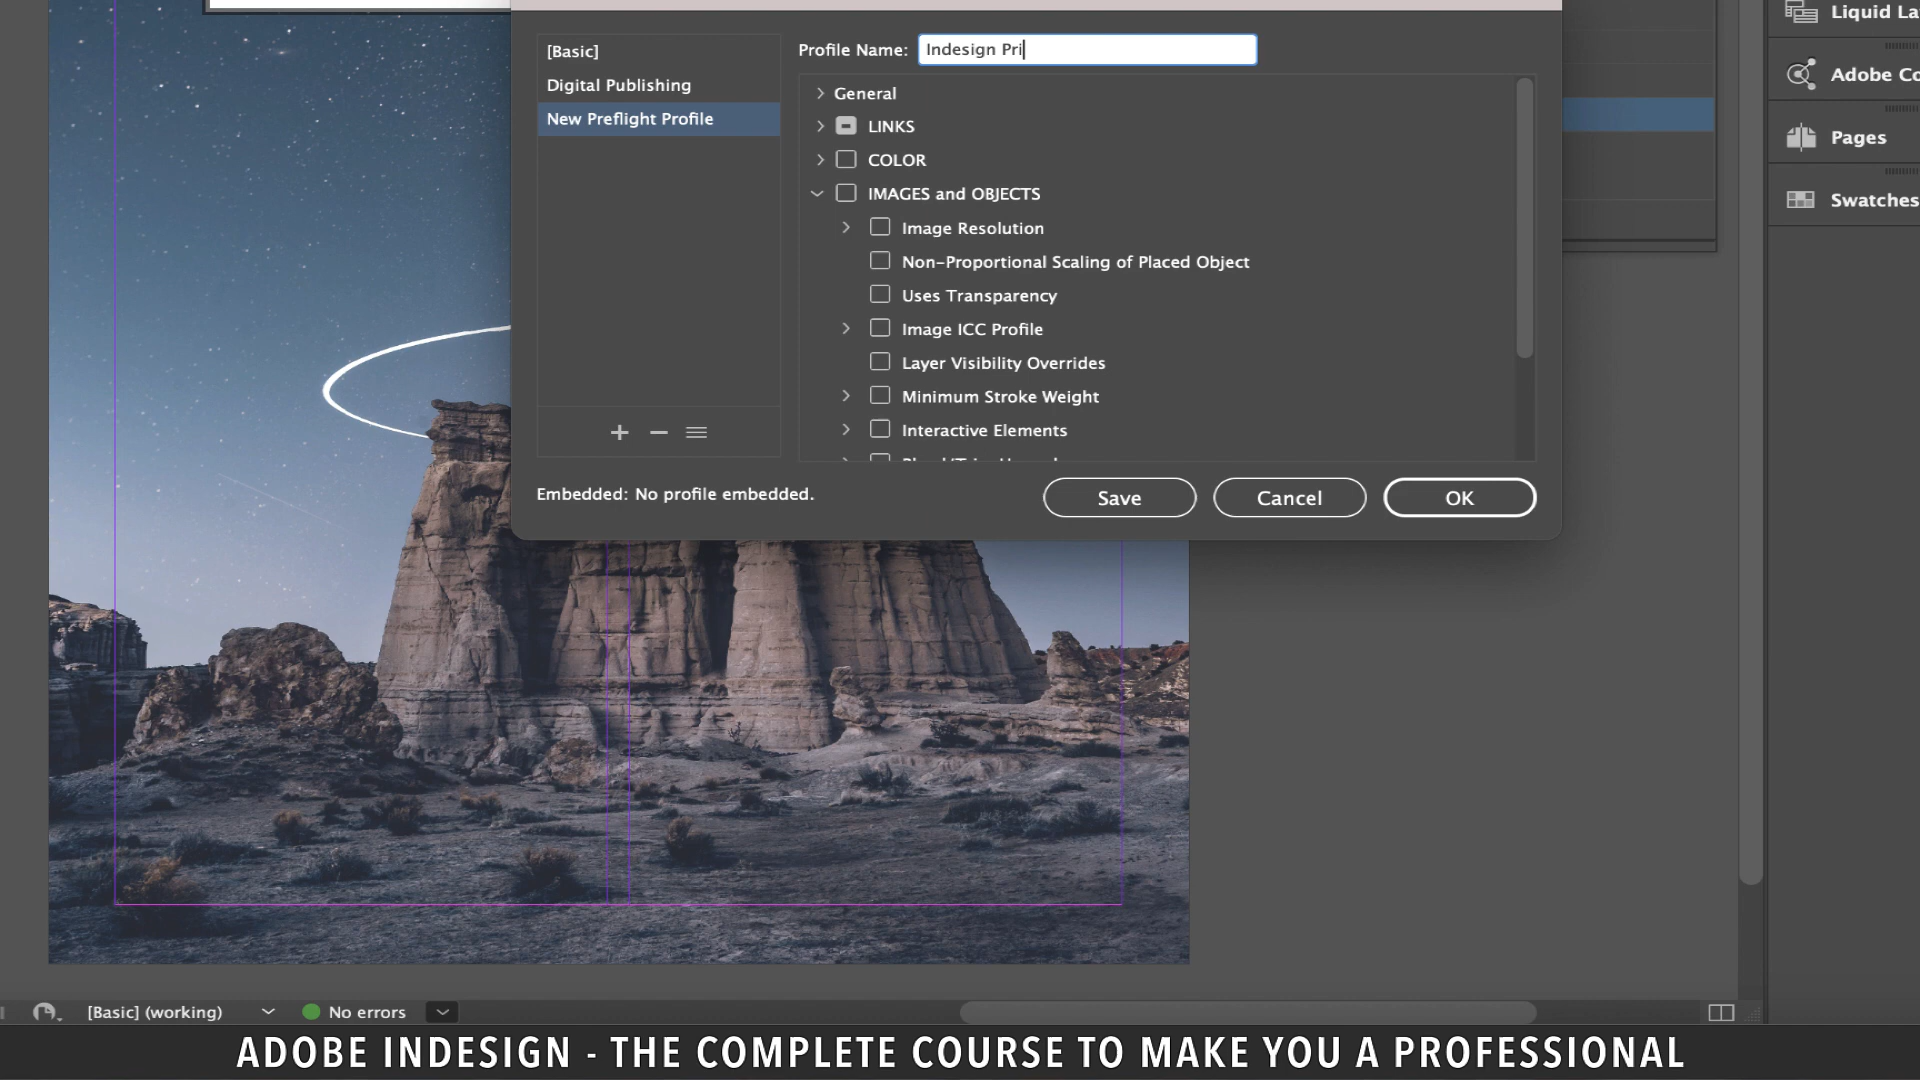 [Basic]
Digital Publishing
New Preflight Profile
Profile Name: Indesign Pri
General
LINKS
COLOR
IMAGES and OBJECTS
Image Resolution
Non-Proportional Scaling of Placed Object
Uses Transparency
Image ICC Profile
Layer Visibility Overrides
Minimum Stroke Weight
Interactive Elements
Embedded: No profile embedded.
Save
Cancel
OK
Liquid La
Adobe Co
Pages
Swatches
[Basic] (working)
No errors
ADOBE INDESIGN - THE COMPLETE COURSE TO MAKE YOU A PROFESSIONAL